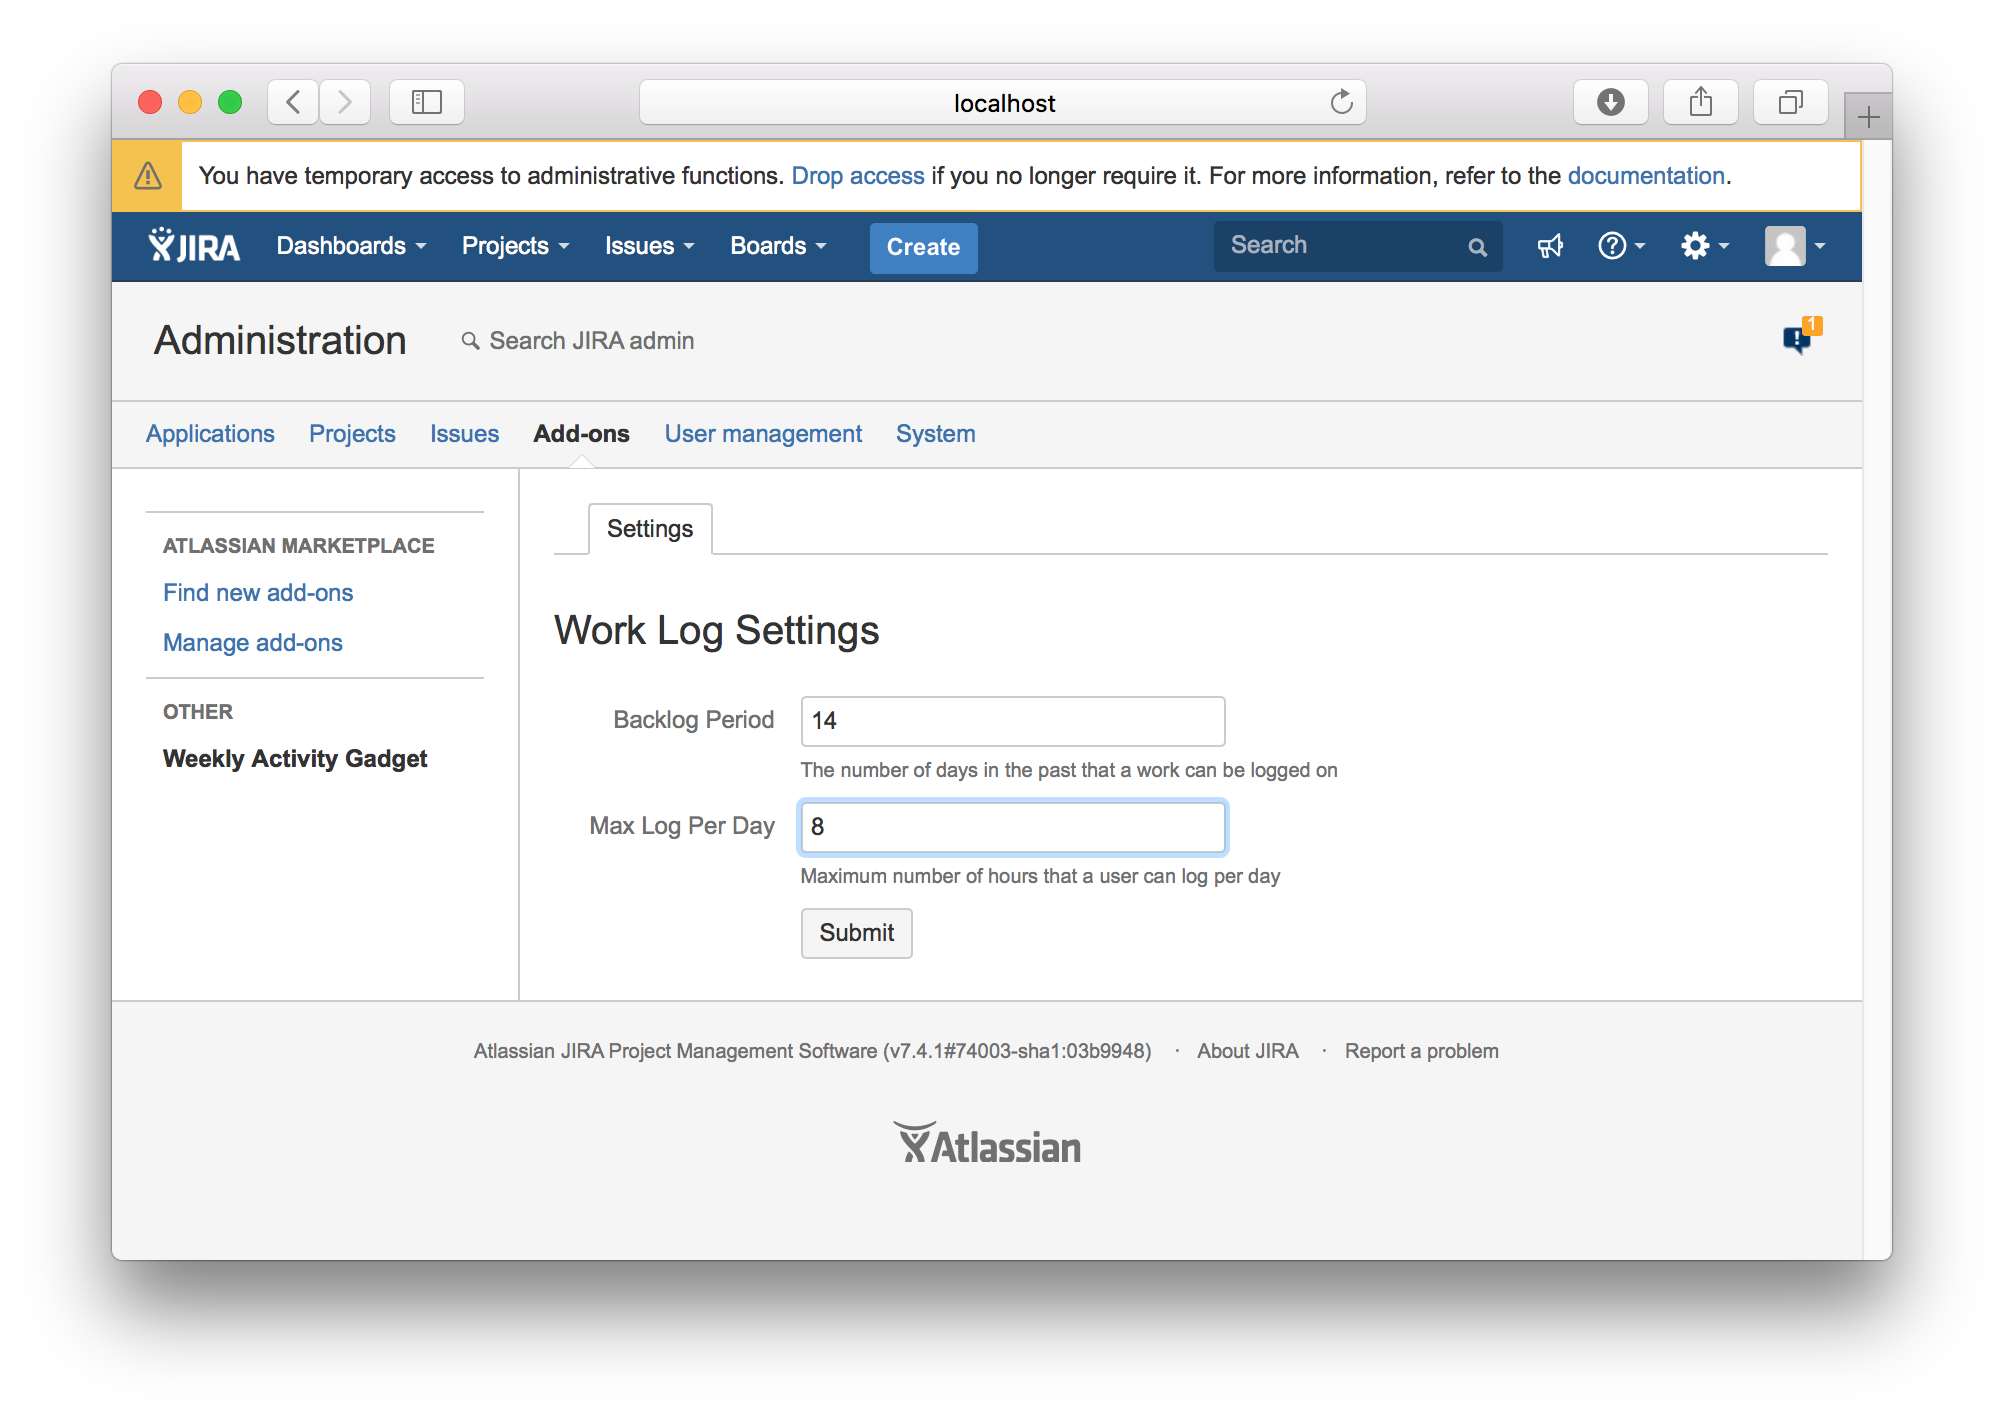 localhost
You have temporary access to administrative functions. Drop access if you no longer require it. For more information, refer to the documentation.
JIRA Dashboards Projects Issues Boards Create Search
Administration Search JIRA admin 1
Applications Projects Issues Add-ons User management System
Settings
ATLASSIAN MARKETPLACE
Find new add-ons
Manage add-ons
OTHER
Weekly Activity Gadget
Work Log Settings
Backlog Period 14
The number of days in the past that a work can be logged on
Max Log Per Day 8
Maximum number of hours that a user can log per day
Submit
Atlassian JIRA Project Management Software (v7.4.1#74003-sha1:03b9948) · About JIRA · Report a problem
Atlassian